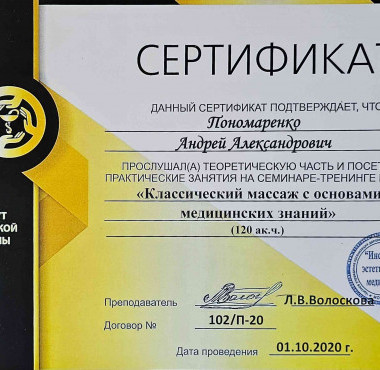 СЕРТИФИКАТ
ДАННЫЙ СЕРТИФИКАТ ПОДТВЕРЖДАЕТ, ЧТО
Пономаренко
Андрей Александрович
ПРОСЛУШАЛ(А) ТЕОРЕТИЧЕСКУЮ ЧАСТЬ И ПОСЕТ
ПРАКТИЧЕСКИЕ ЗАНЯТИЯ НА СЕМИНАРЕ-ТРЕНИНГЕ
«Классический массаж с основами
медицинских знаний»
(120 ак.ч.)
Преподаватель Л.В.Волоскова
Договор № 102/П-20
Дата проведения 01.10.2020 г.